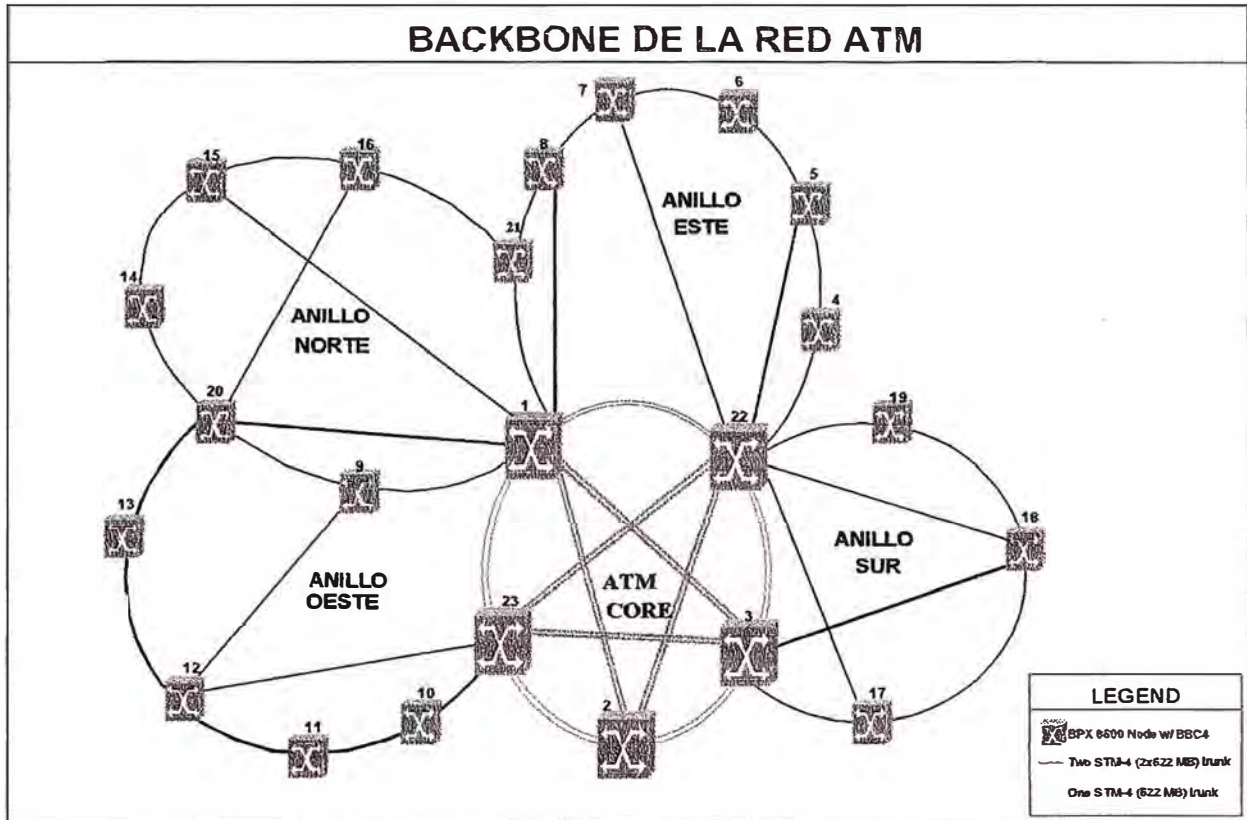 BACKBONE DE LA RED ATM
7
6
15
16
8
5
ANILLO
ESTE
21
14
4
ANILLO
NORTE
20
1
22
19
9
13
18
ANILLO
SUR
ANILLO
OESTE
ATM
CORE
23
3
12
10
2
17
11
LEGEND
BPX 8600 Node w/ BSC4
Two STM-4 (2x622 MB) trunk
One STM-4 (622 MB) trunk